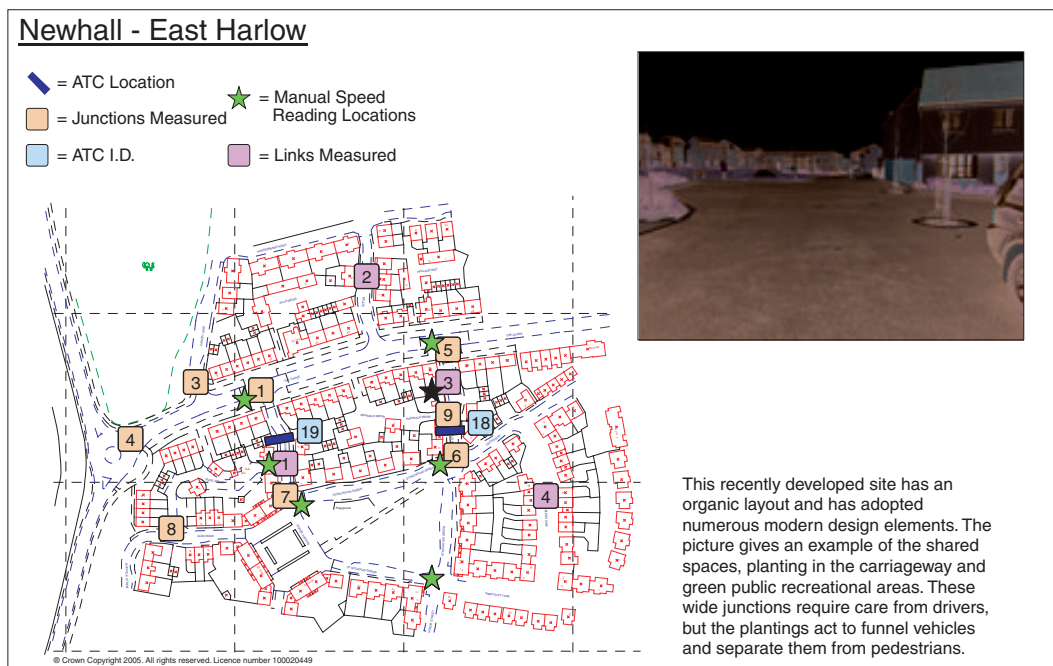 Newhall - East Harlow
= ATC Location
= Junctions Measured
= ATC I.D.
= Manual Speed
Reading Locations
= Links Measured
2
3
1
5
3
4
19
9
18
1
6
7
4
8
This recently developed site has an
organic layout and has adopted
numerous modern design elements. The
picture gives an example of the shared
spaces, planting in the carriageway and
green public recreational areas. These
wide junctions require care from drivers,
but the plantings act to funnel vehicles
and separate them from pedestrians.
© Crown Copyright 2005. All rights reserved. Licence number 100020449